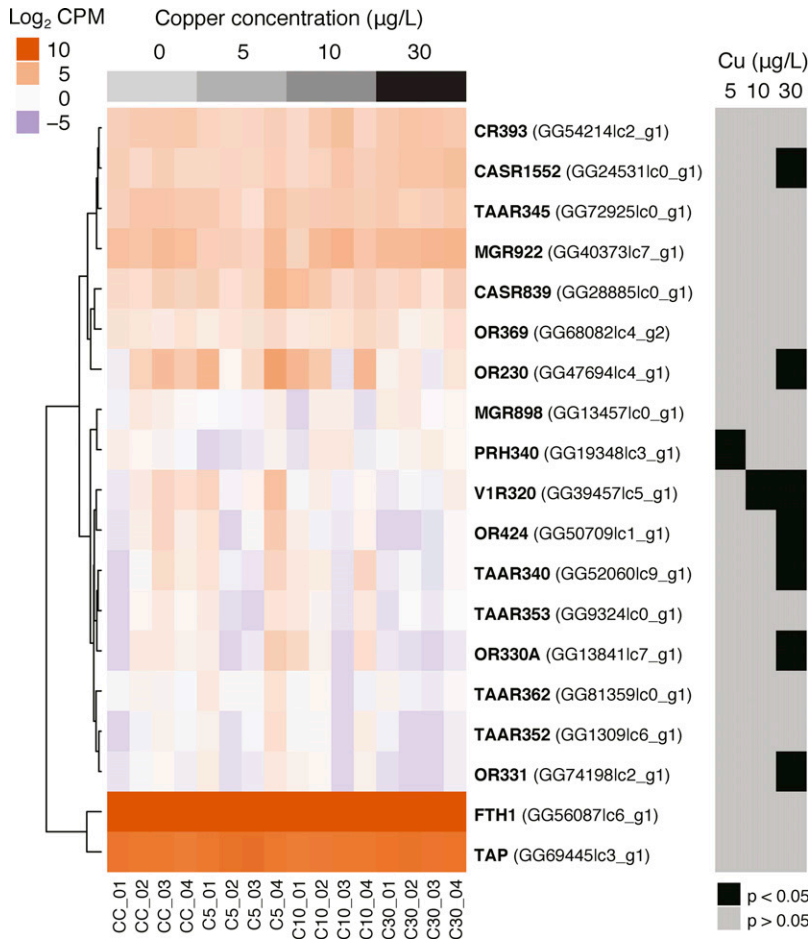 Log₂ CPM
10
5
0
−5
Copper concentration (µg/L)
0 5 10 30
Cu (µg/L)
5 10 30
CR393 (GG54214lc2_g1)
CASR1552 (GG24531lc0_g1)
TAAR345 (GG72925lc0_g1)
MGR922 (GG40373lc7_g1)
CASR839 (GG28885lc0_g1)
OR369 (GG68082lc4_g2)
OR230 (GG47694lc4_g1)
MGR898 (GG13457lc0_g1)
PRH340 (GG19348lc3_g1)
V1R320 (GG39457lc5_g1)
OR424 (GG50709lc1_g1)
TAAR340 (GG52060lc9_g1)
TAAR353 (GG9324lc0_g1)
OR330A (GG13841lc7_g1)
TAAR362 (GG81359lc0_g1)
TAAR352 (GG1309lc6_g1)
OR331 (GG74198lc2_g1)
FTH1 (GG56087lc6_g1)
TAP (GG69445lc3_g1)
CC_01
CC_02
CC_03
CC_04
C5_01
C5_02
C5_03
C5_04
C10_01
C10_02
C10_03
C10_04
C30_01
C30_02
C30_03
C30_04
p < 0.05
p > 0.05